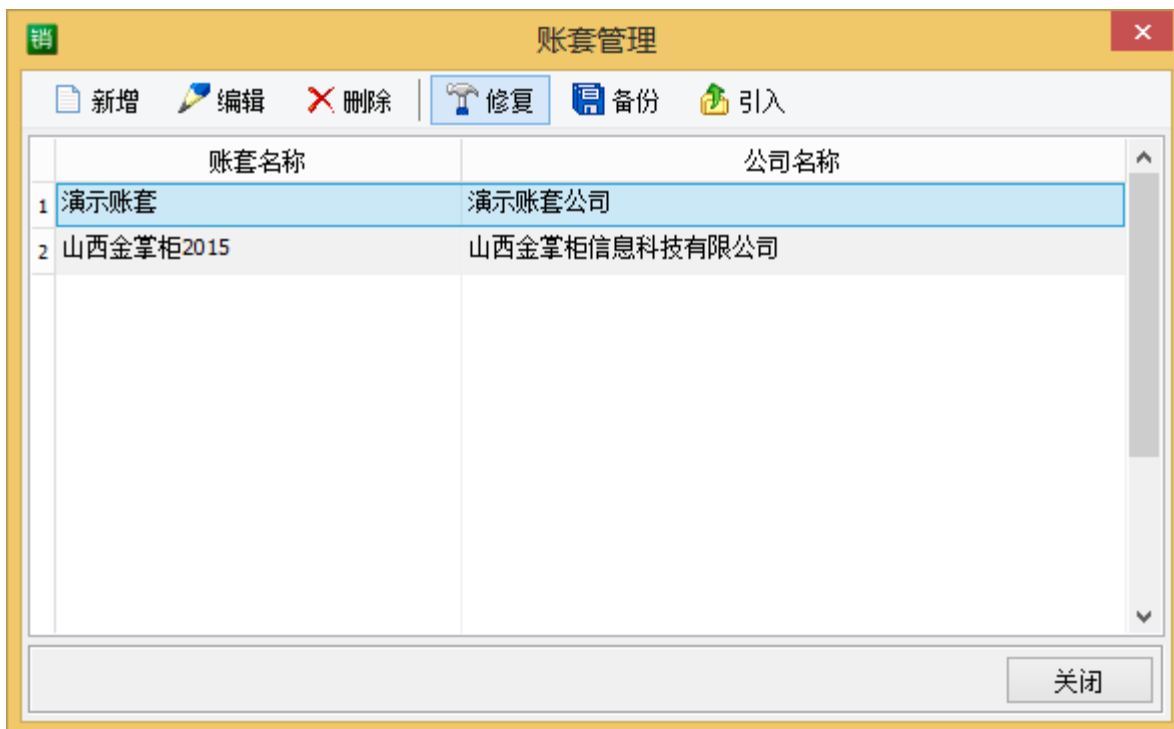 销 账套管理
新增 编辑 删除 修复 备份 引入
账套名称 公司名称
1 演示账套 演示账套公司
2 山西金掌柜2015 山西金掌柜信息科技有限公司
关闭